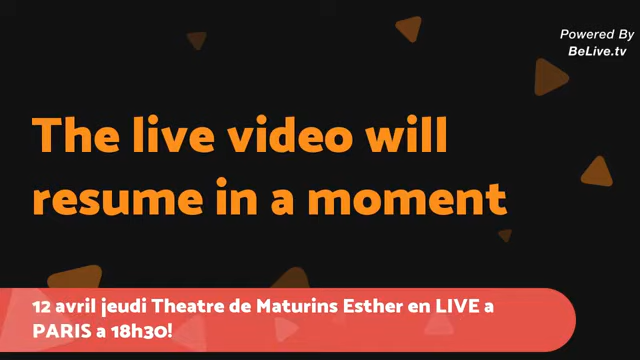 Powered By
BeLive.tv
The live video will
resume in a moment
12 avril jeudi Theatre de Maturins Esther en LIVE a
PARIS a 18h30!